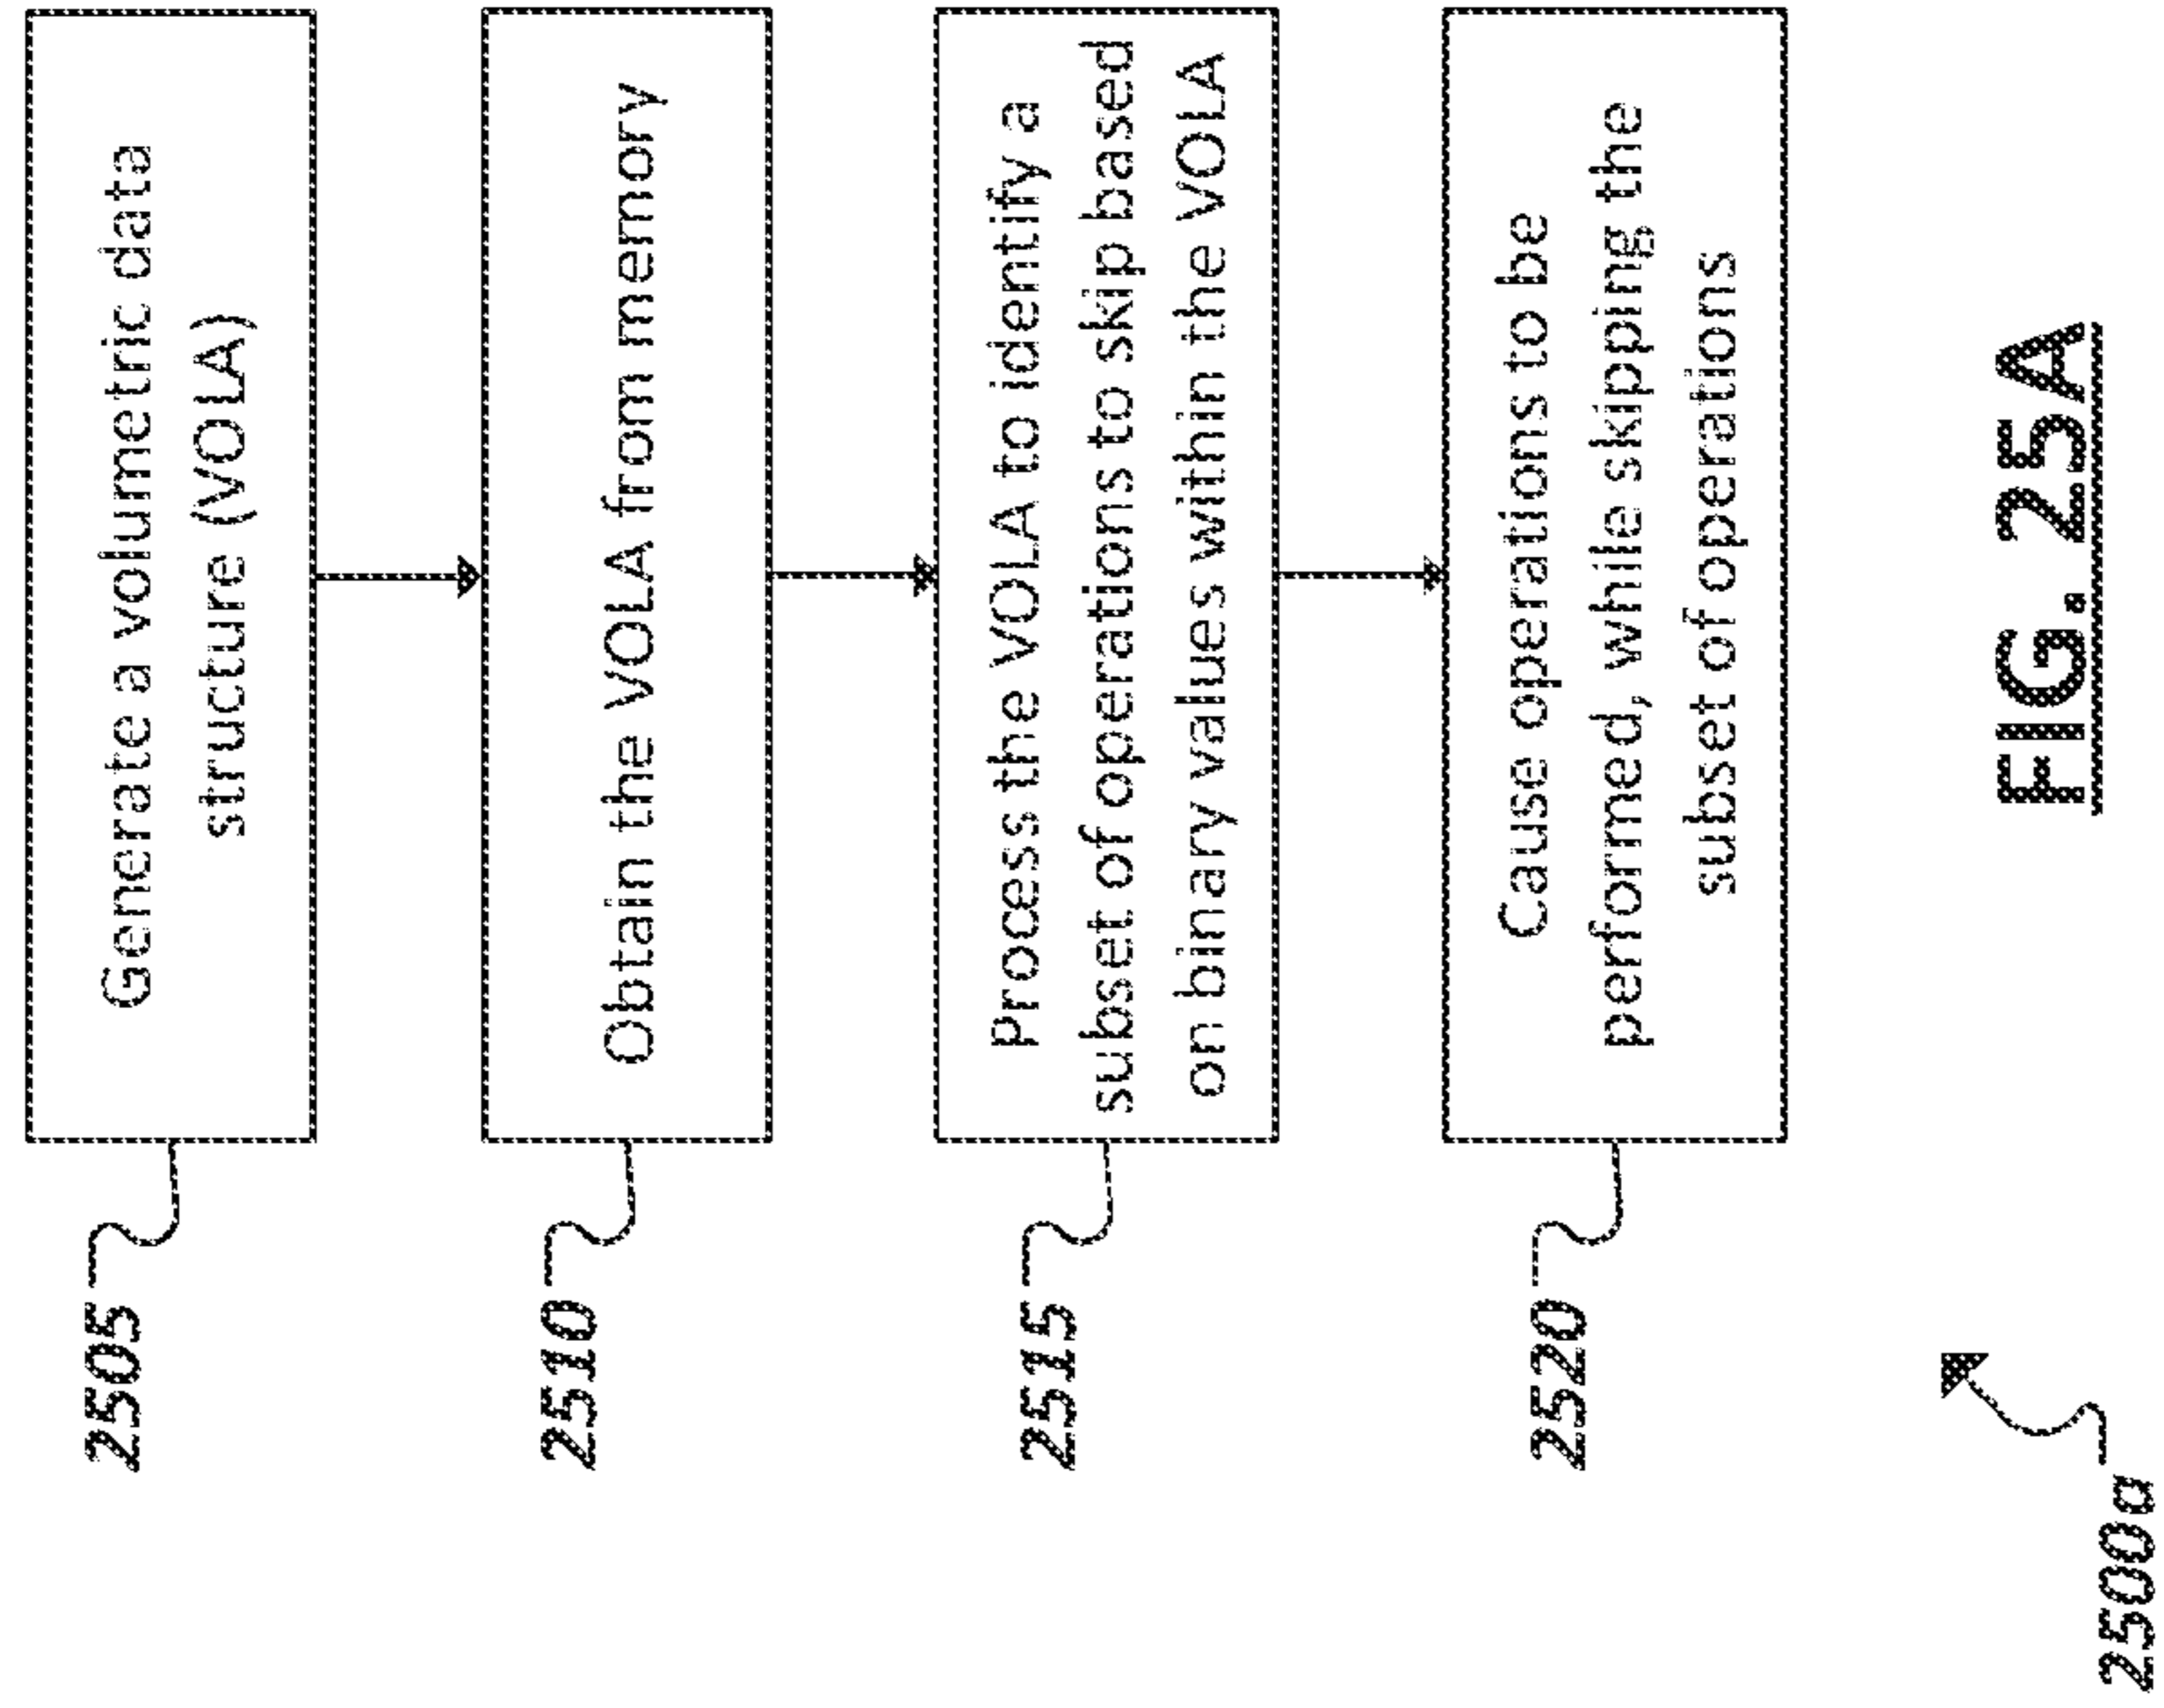 2505
Generate a volumetric data
structure (VOLA)
2510
Obtain the VOLA from memory
2515
Process the VOLA to identify a
subset of operations to skip based
on binary values within the VOLA
2520
Cause operations to be
performed, while skipping the
subset of operations
2500a
FIG. 25A